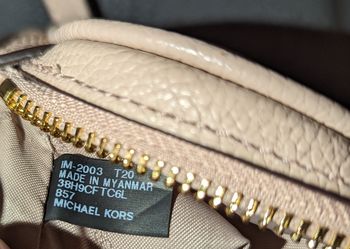 IM-2003 T20
MADE IN MYANMAR
38H9CFTC6L
857
MICHAEL KORS